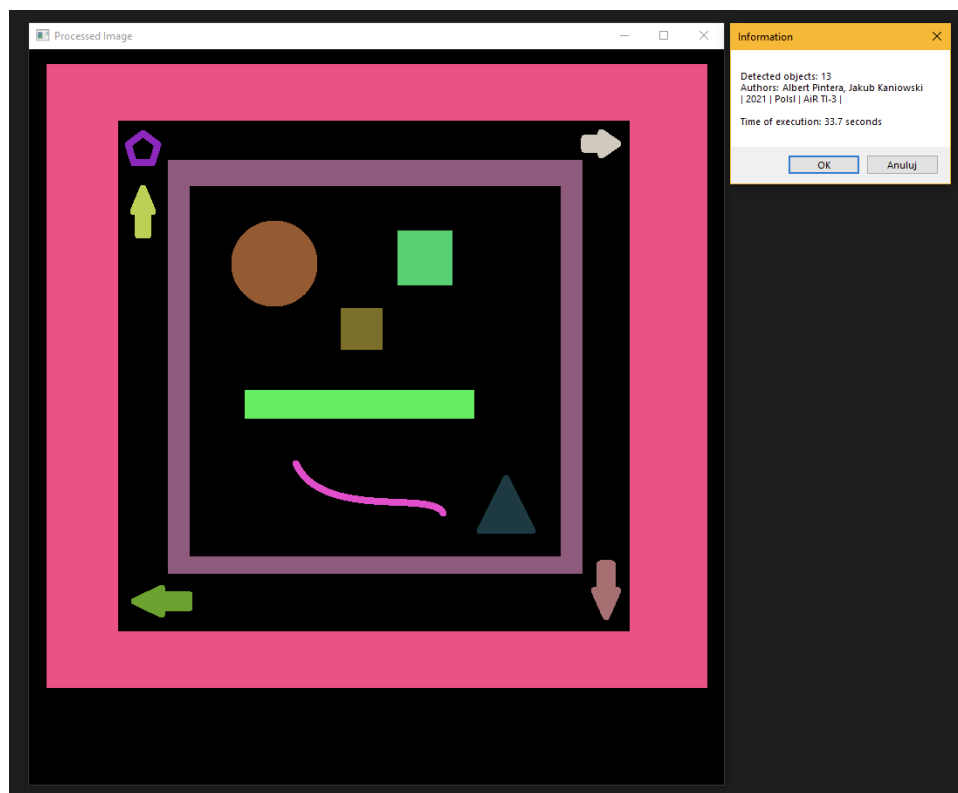 Processed Image
Information
Detected objects: 13
Authors: Albert Pintera, Jakub Kaniowski
| 2021 | Polsl | AiR TI-3 |
Time of execution: 33.7 seconds
OK
Anuluj